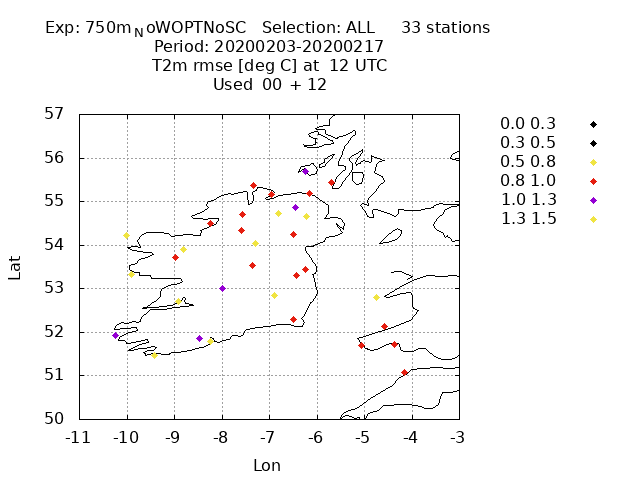 Exp: 750mNoWOPTNoSC Selection: ALL 33 stations
Period: 20200203-20200217
T2m rmse [deg C] at 12 UTC
Used 00 + 12
57
56
55
54
53
52
51
50
-11 -10 -9 -8 -7 -6 -5 -4 -3
Lat
Lon
0.0 0.3
0.3 0.5
0.5 0.8
0.8 1.0
1.0 1.3
1.3 1.5